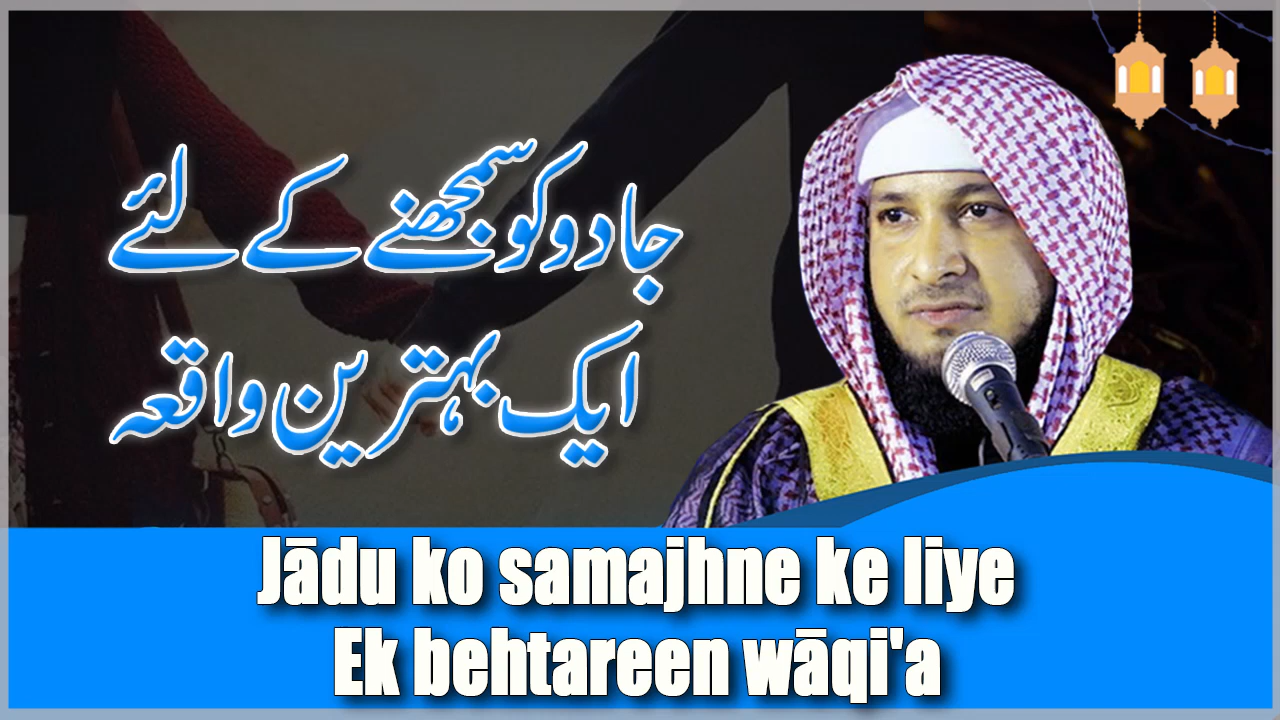 جادو کو سمجھنے کے لئے
ایک بہترین واقعہ
Jādu ko samajhne ke liye
Ek behtareen wāqi'a